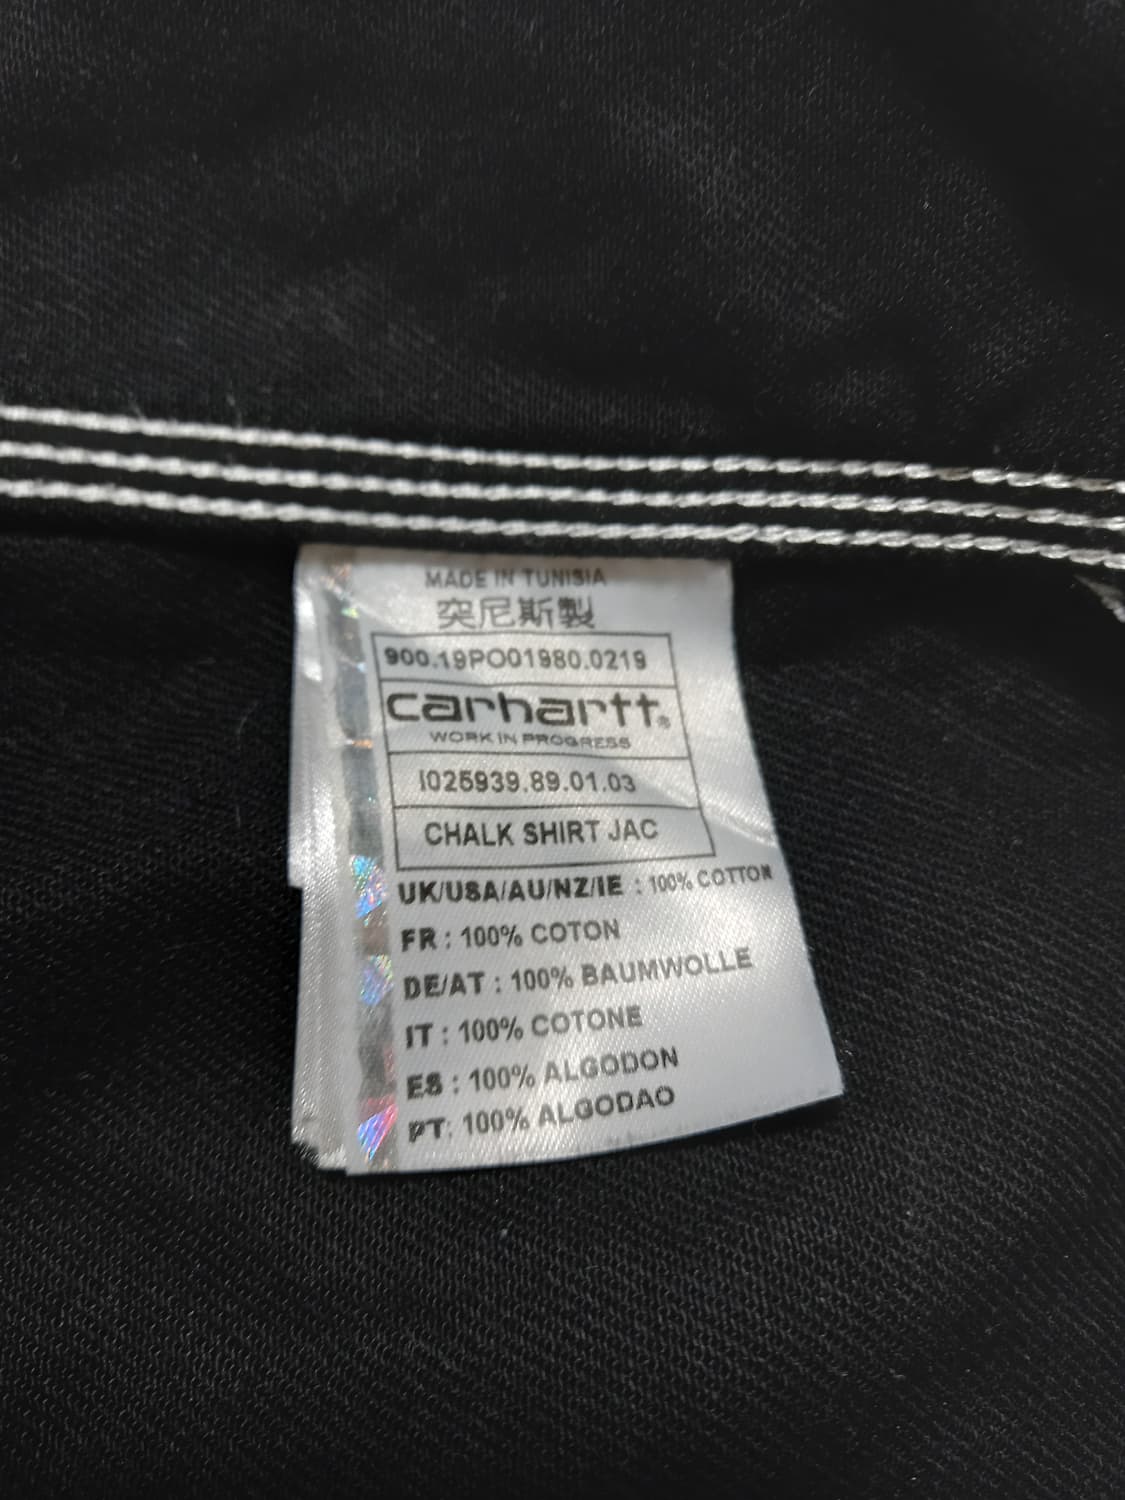 MADE IN TUNISIA
突尼斯製
900.19PO01980.0219
carhartt®
WORK IN PROGRESS
I025939.89.01.03
CHALK SHIRT JAC
UK/USA/AU/NZ/IE : 100% COTTON
FR : 100% COTON
DE/AT : 100% BAUMWOLLE
IT : 100% COTONE
ES : 100% ALGODON
PT: 100% ALGODAO